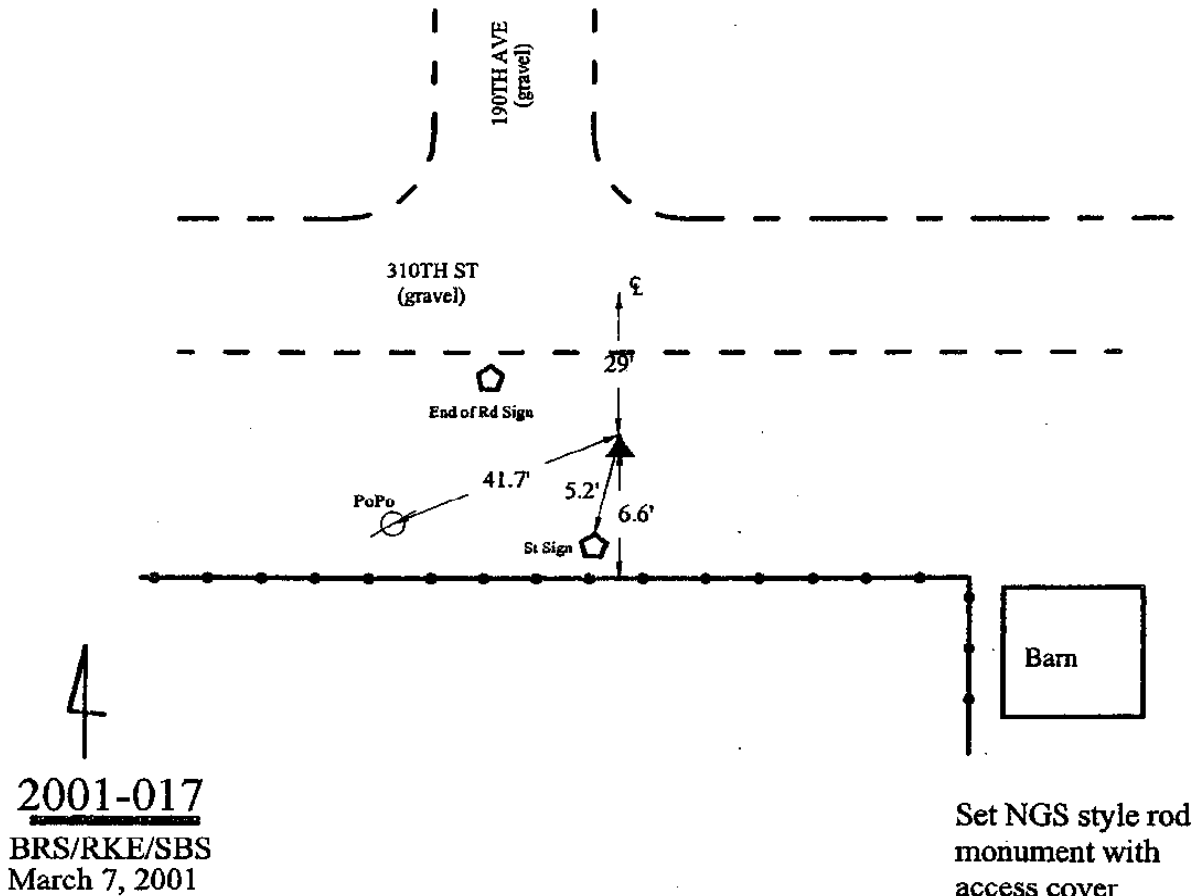 190TH AVE
(gravel)
310TH ST
(gravel)
℄
29'
End of Rd Sign
41.7'
5.2'
6.6'
PoPo
St Sign
Barn
2001-017
BRS/RKE/SBS
March 7, 2001
Set NGS style rod
monument with
access cover